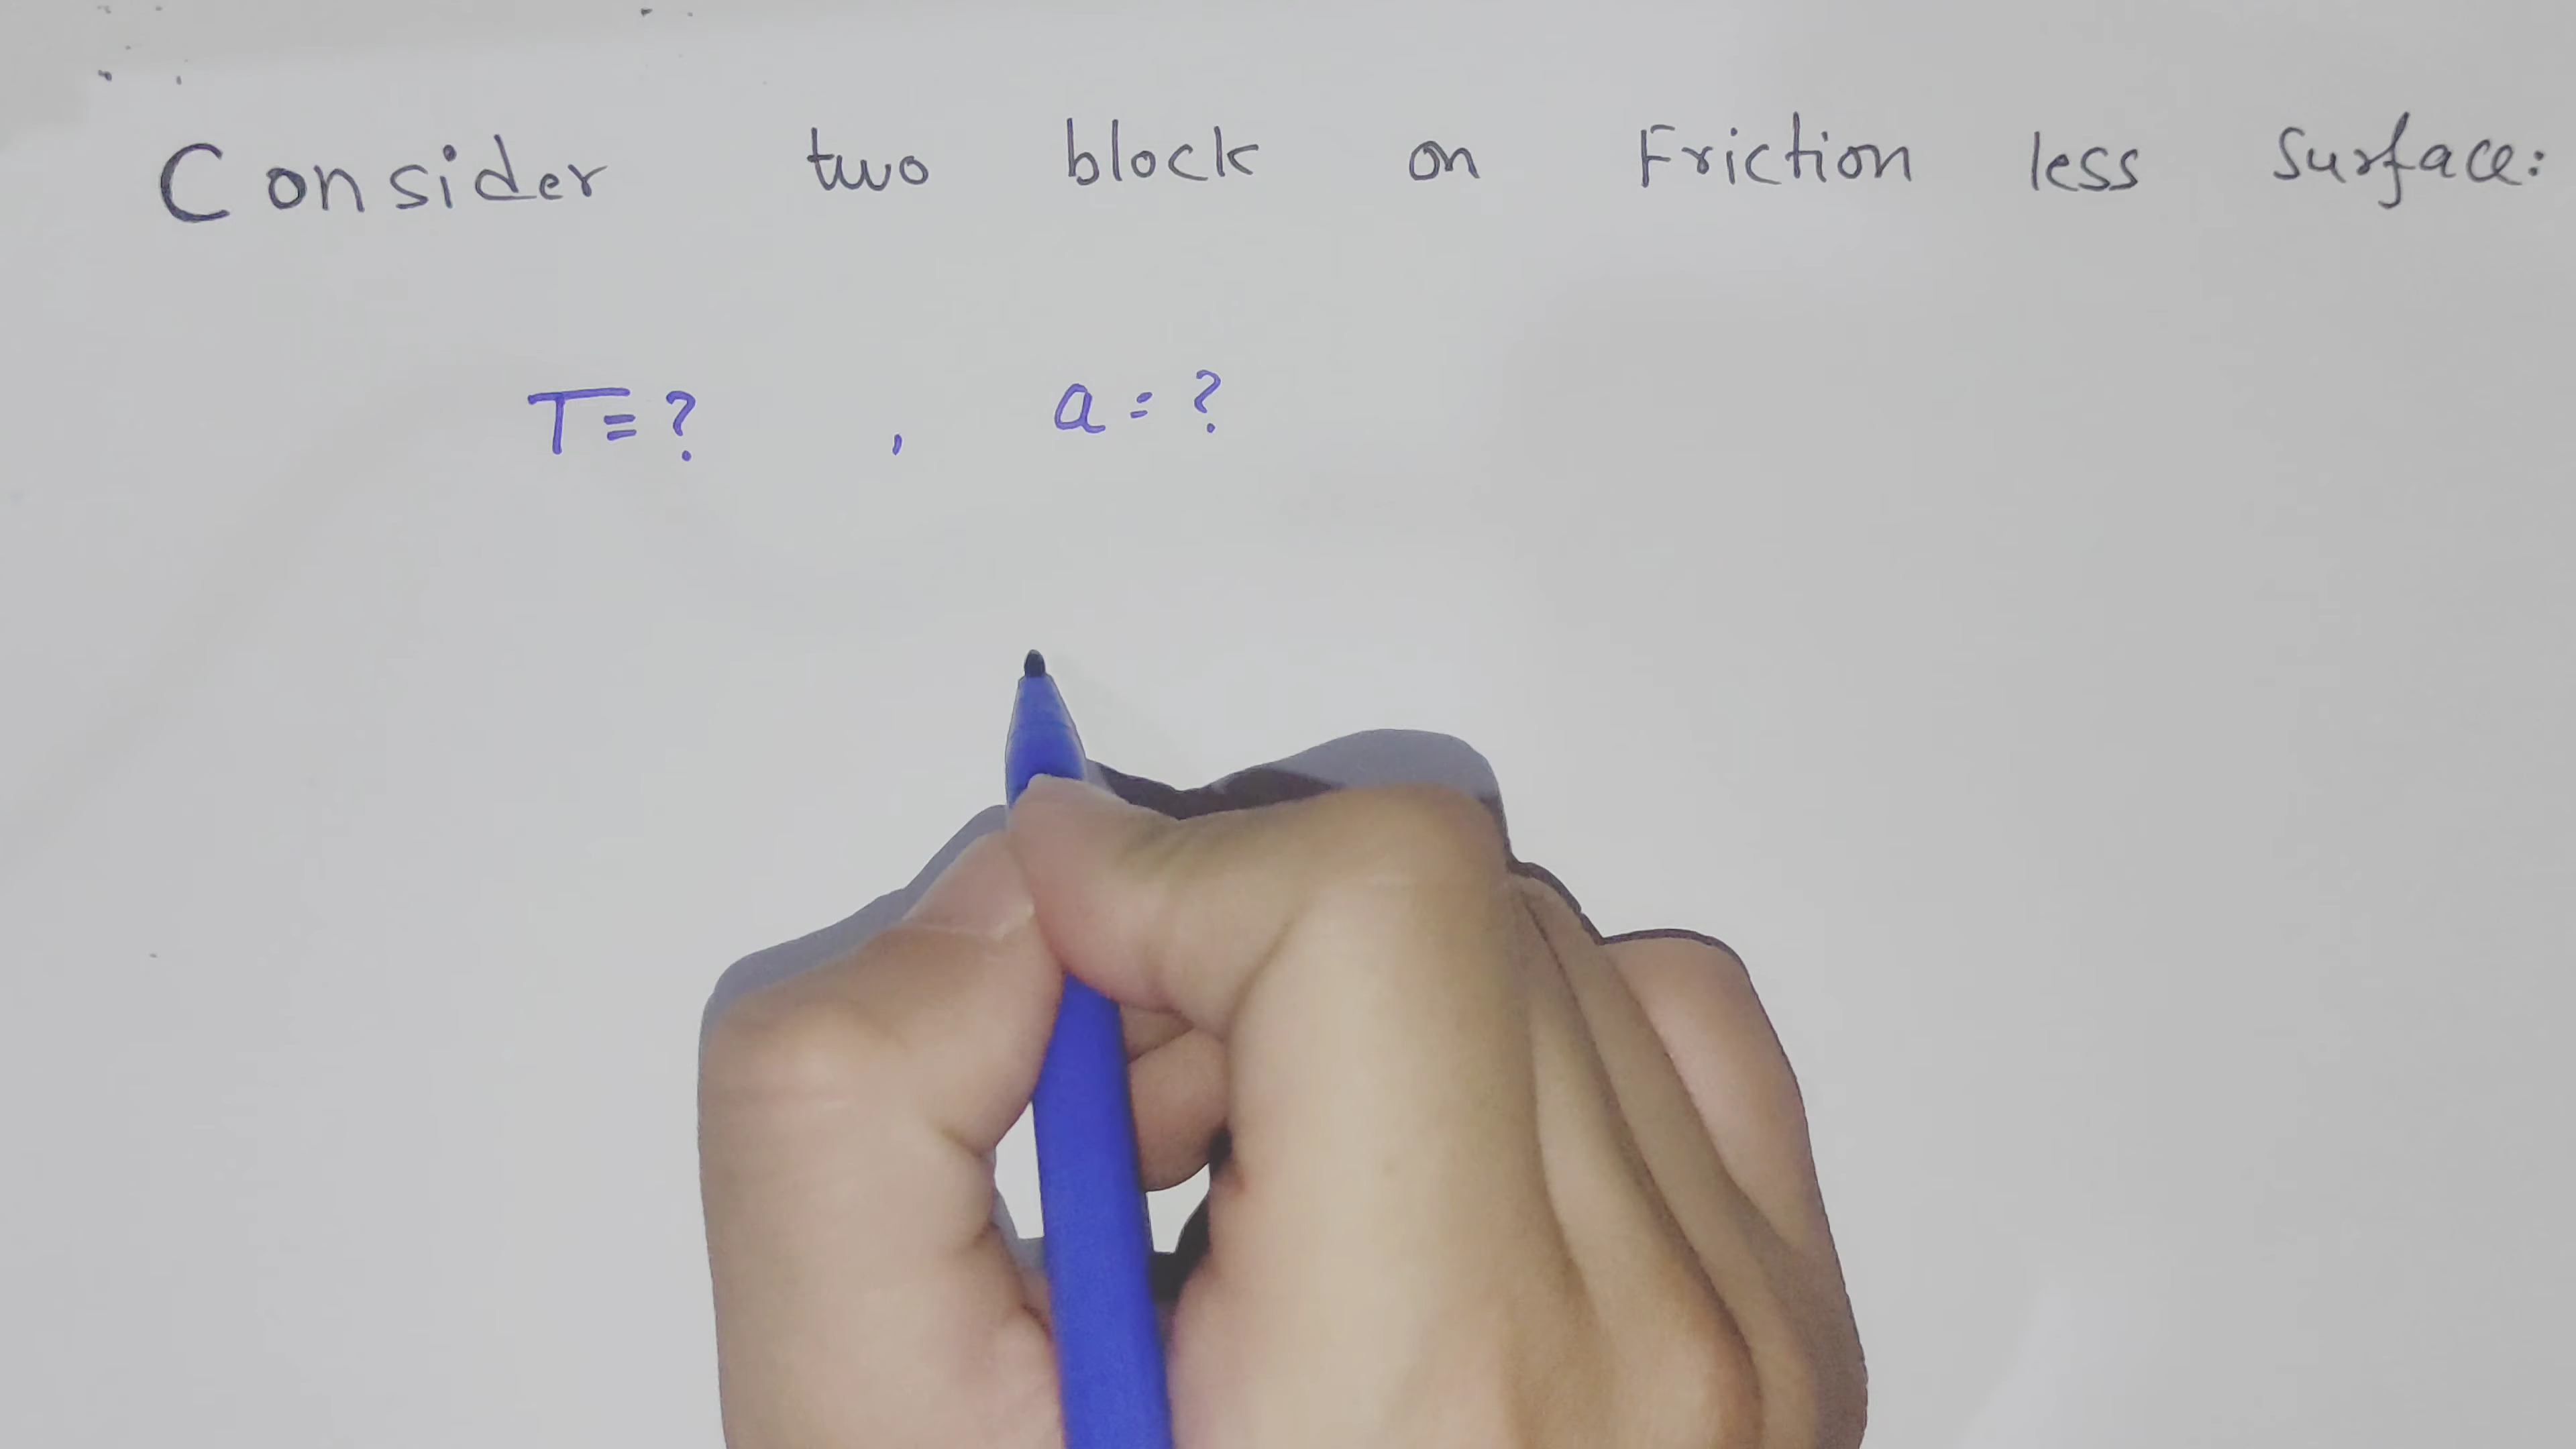 Consider two block on Friction less Surface:
T=? , a=?